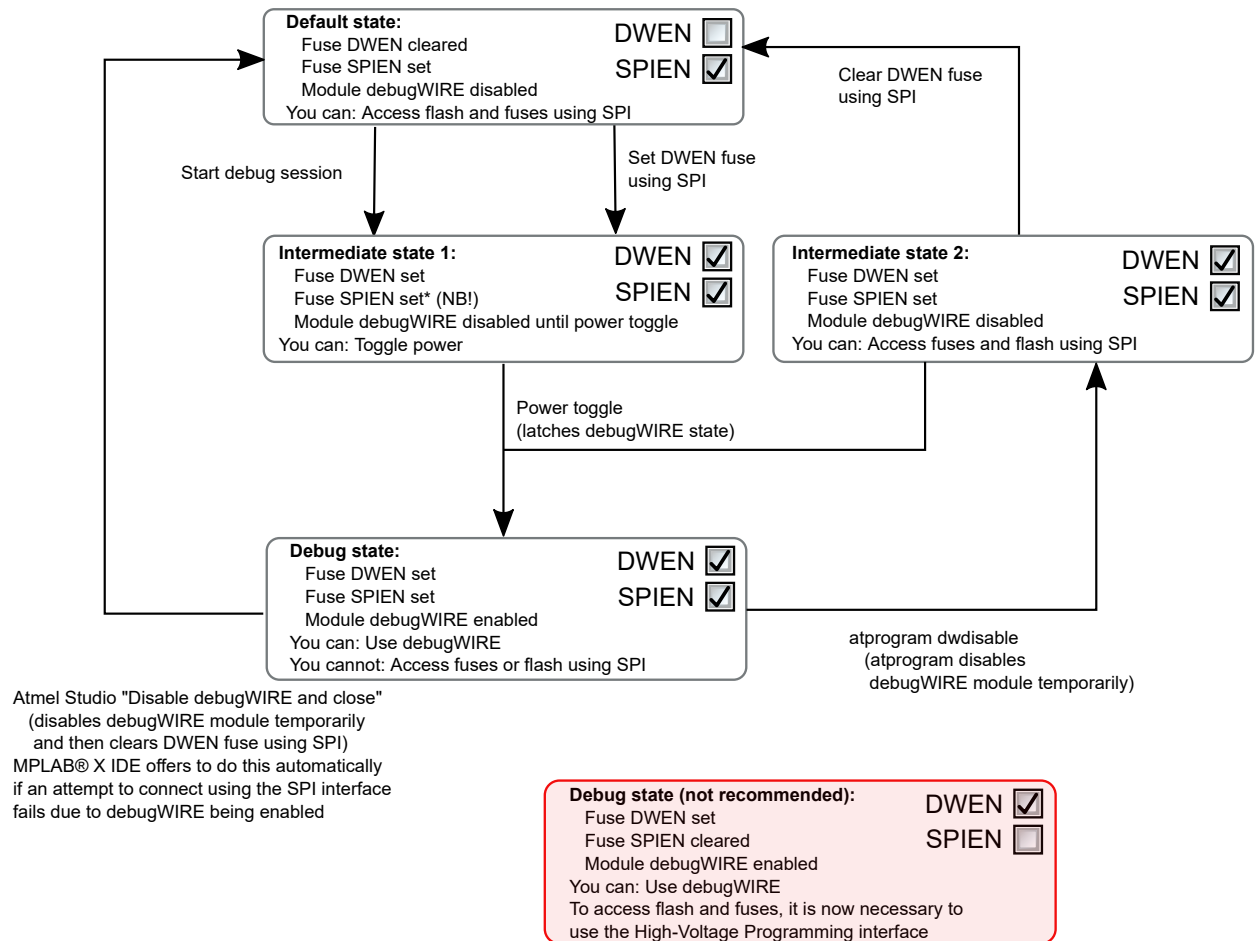 Default state:
Fuse DWEN cleared
Fuse SPIEN set
Module debugWIRE disabled
You can: Access flash and fuses using SPI
DWEN
SPIEN
Clear DWEN fuse
using SPI
Start debug session
Set DWEN fuse
using SPI
Intermediate state 1:
Fuse DWEN set
Fuse SPIEN set* (NB!)
Module debugWIRE disabled until power toggle
You can: Toggle power
DWEN
SPIEN
Intermediate state 2:
Fuse DWEN set
Fuse SPIEN set
Module debugWIRE disabled
You can: Access fuses and flash using SPI
DWEN
SPIEN
Power toggle
(latches debugWIRE state)
Debug state:
Fuse DWEN set
Fuse SPIEN set
Module debugWIRE enabled
You can: Use debugWIRE
You cannot: Access fuses or flash using SPI
DWEN
SPIEN
atprogram dwdisable
(atprogram disables
debugWIRE module temporarily)
Atmel Studio "Disable debugWIRE and close"
(disables debugWIRE module temporarily
and then clears DWEN fuse using SPI)
MPLAB® X IDE offers to do this automatically
if an attempt to connect using the SPI interface
fails due to debugWIRE being enabled
Debug state (not recommended):
Fuse DWEN set
Fuse SPIEN cleared
Module debugWIRE enabled
You can: Use debugWIRE
To access flash and fuses, it is now necessary to
use the High-Voltage Programming interface
DWEN
SPIEN